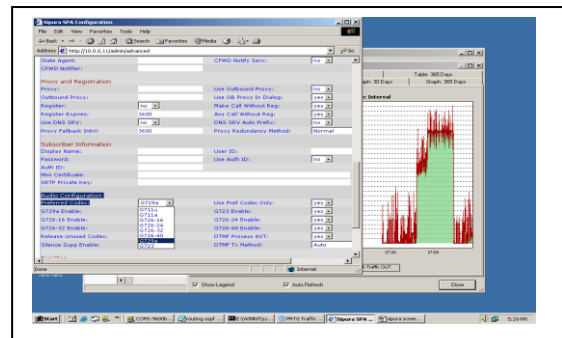 Sipura SPA Configuration
File Edit View Favorites Tools Help
Back Search Favorites Media
Address http://10.0.0.11/admin/advanced Go
State Agent: CFWD Notify Serv: no
CFWD Notifier:
Proxy and Registration
Proxy: Use Outbound Proxy: no
Outbound Proxy: Use OB Proxy In Dialog: yes
Register: no Make Call Without Reg: yes
Register Expires: 3600 Ans Call Without Reg: yes
Use DNS SRV: no DNS SRV Auto Prefix: no
Proxy Fallback Intvl: 3600 Proxy Redundancy Method: Normal
Subscriber Information
Display Name: User ID:
Password: Use Auth ID: no
Auth ID:
Mini Certificate:
SRTP Private Key:
Audio Configuration
Preferred Codec: G729a Use Pref Codec Only: yes
G729a Enable: G711u G723 Enable: yes
G711a
G726-16 Enable: G726-16 G726-24 Enable: yes
G726-24
G726-32 Enable: G726-32 G726-40 Enable: yes
Release Unused Codec: G726-40 DTMF Process AVT: yes
G729a
Silence Supp Enable: G723 DTMF Tx Method: Auto
Done Internet
Table: 365 Days
Graph: 30 Days Graph: 365 Days
Interval
17:20 17:25
Traffic OUT
Show Legend Auto Refresh Close
Start Sipura SPA ... 5:29 PM